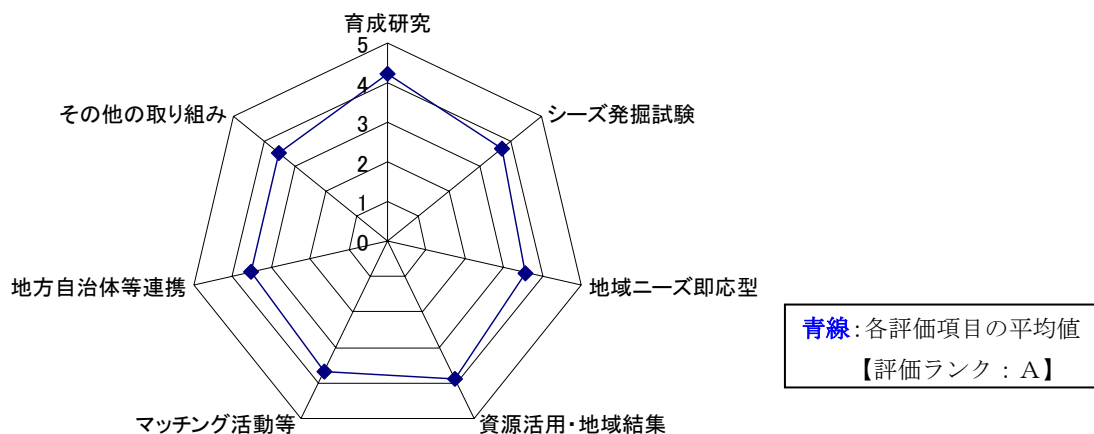 育成研究
5
4
3
2
1
0
シーズ発掘試験
地域ニーズ即応型
資源活用・地域結集
マッチング活動等
地方自治体等連携
その他の取り組み
青線:各評価項目の平均値
【評価ランク:A】